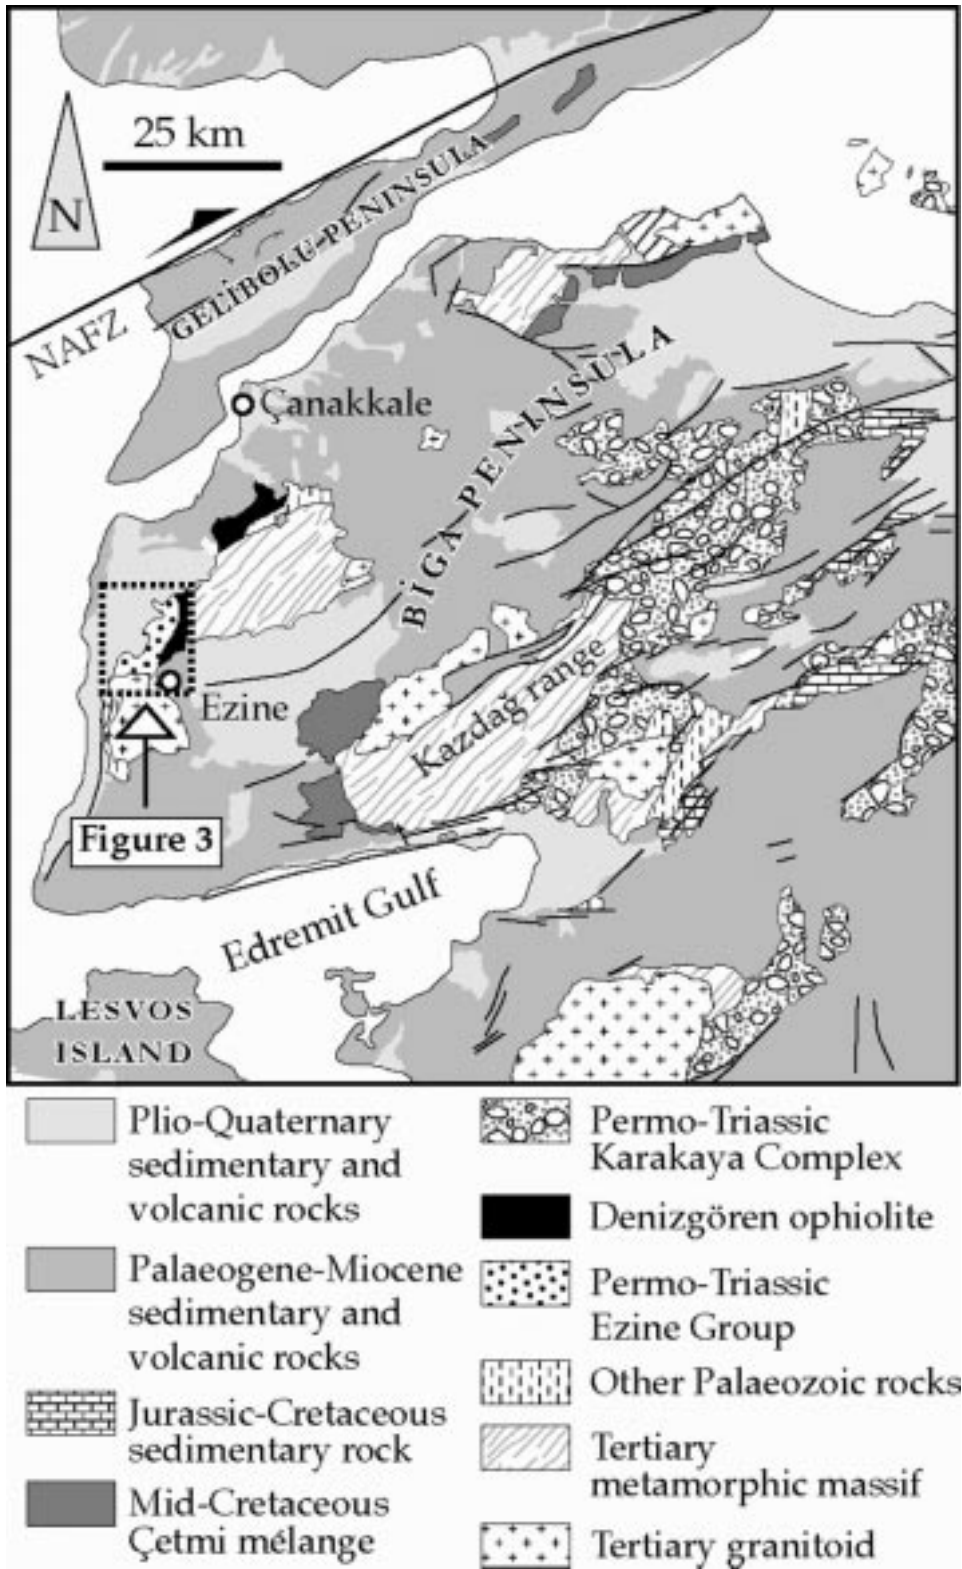 25 km
N
NAFZ
GELİBOLU PENINSULA
Çanakkale
BİGA PENINSULA
Ezine
Kazdağ range
Figure 3
Edremit Gulf
LESVOS
ISLAND
Plio-Quaternary
sedimentary and
volcanic rocks
Palaeogene-Miocene
sedimentary and
volcanic rocks
Jurassic-Cretaceous
sedimentary rock
Mid-Cretaceous
Çetmi mélange
Permo-Triassic
Karakaya Complex
Denizgören ophiolite
Permo-Triassic
Ezine Group
Other Palaeozoic rocks
Tertiary
metamorphic massif
Tertiary granitoid